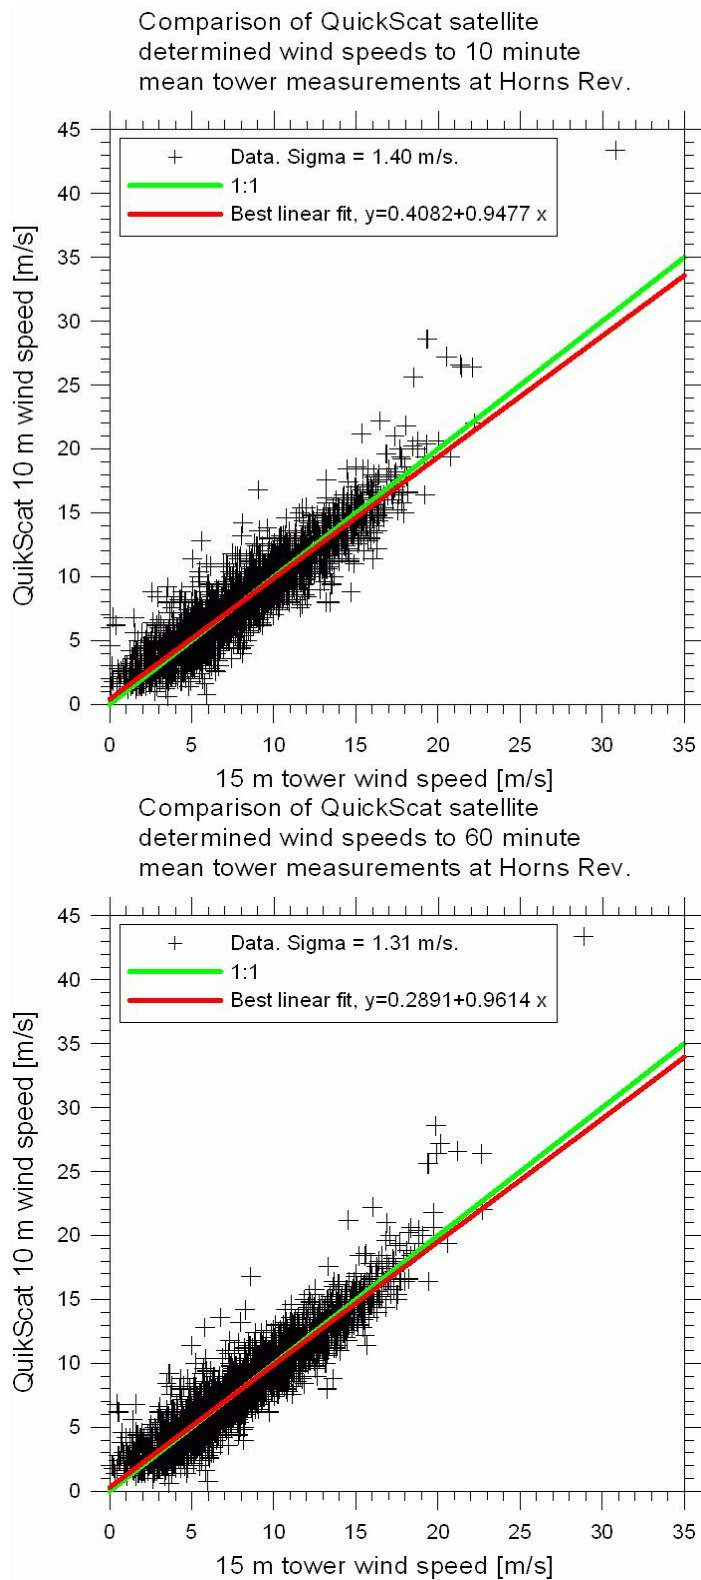 Comparison of QuickScat satellite
determined wind speeds to 10 minute
mean tower measurements at Horns Rev.
45
40
35
30
25
20
15
10
5
0
QuikScat 10 m wind speed [m/s]
Data. Sigma = 1.40 m/s.
1:1
Best linear fit, y=0.4082+0.9477 x
0 5 10 15 20 25 30 35
15 m tower wind speed [m/s]
Comparison of QuickScat satellite
determined wind speeds to 60 minute
mean tower measurements at Horns Rev.
45
40
35
30
25
20
15
10
5
0
QuikScat 10 m wind speed [m/s]
Data. Sigma = 1.31 m/s.
1:1
Best linear fit, y=0.2891+0.9614 x
0 5 10 15 20 25 30 35
15 m tower wind speed [m/s]